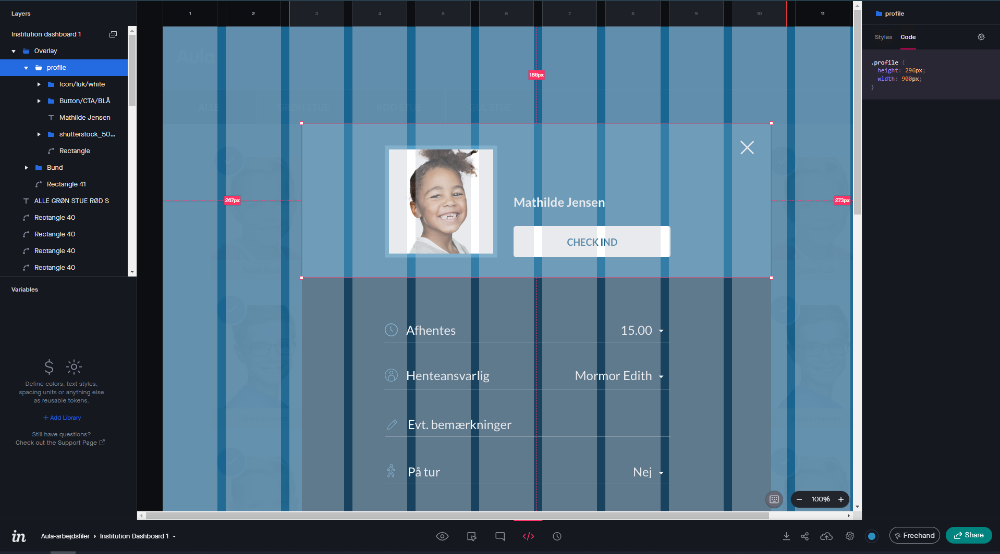 Layers
Institution dashboard 1
Overlay
profile
Icon/luk/white
Button/CTA/BLÅ
Mathilde Jensen
shutterstock_50...
Rectangle
Bund
Rectangle 41
ALLE GRØN STUE RØD S
Rectangle 40
Rectangle 40
Rectangle 40
Rectangle 40
Variables
Define colors, text styles,
spacing units or anything else
as reusable tokens.
+ Add Library
Still have questions?
Check out the Support Page
1 2 3 4 5 6 7 8 9 10 11
Aula
186px
ALLE GRØN STUE RØD STUE GUL STUE
267px
273px
Mathilde Jensen
CHECK IND
Afhentes 15.00
Henteansvarlig Mormor Edith
Evt. bemærkninger
På tur Nej
100%
profile
Styles Code
.profile {
height: 296px;
width: 900px;
}
in Aula-arbejdsfiler > Institution Dashboard 1
Freehand
Share